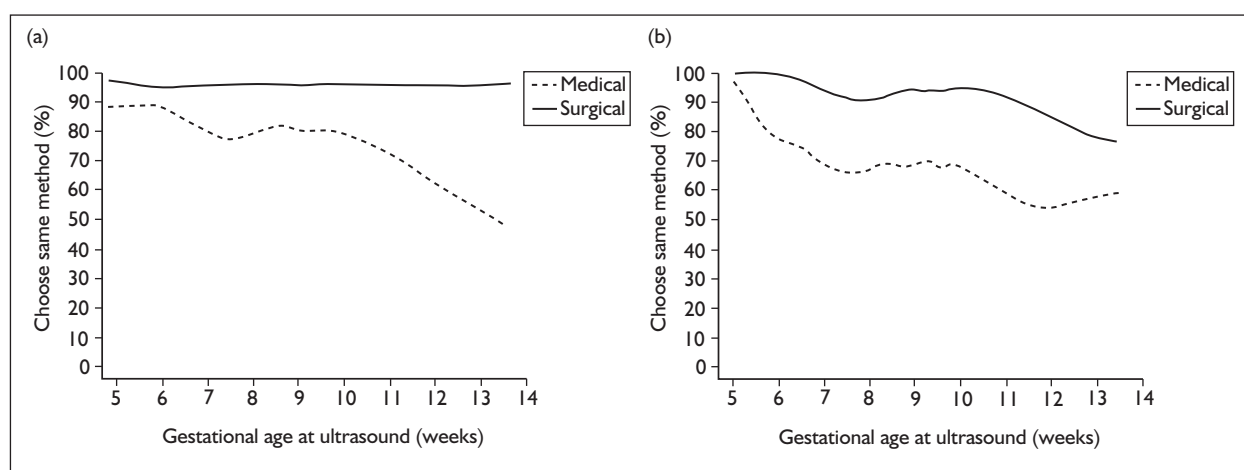 (a)
100
90
80
70
60
50
40
30
20
10
0
Choose same method (%)
Medical
Surgical
5 6 7 8 9 10 11 12 13 14
Gestational age at ultrasound (weeks)
(b)
100
90
80
70
60
50
40
30
20
10
0
Choose same method (%)
Medical
Surgical
5 6 7 8 9 10 11 12 13 14
Gestational age at ultrasound (weeks)